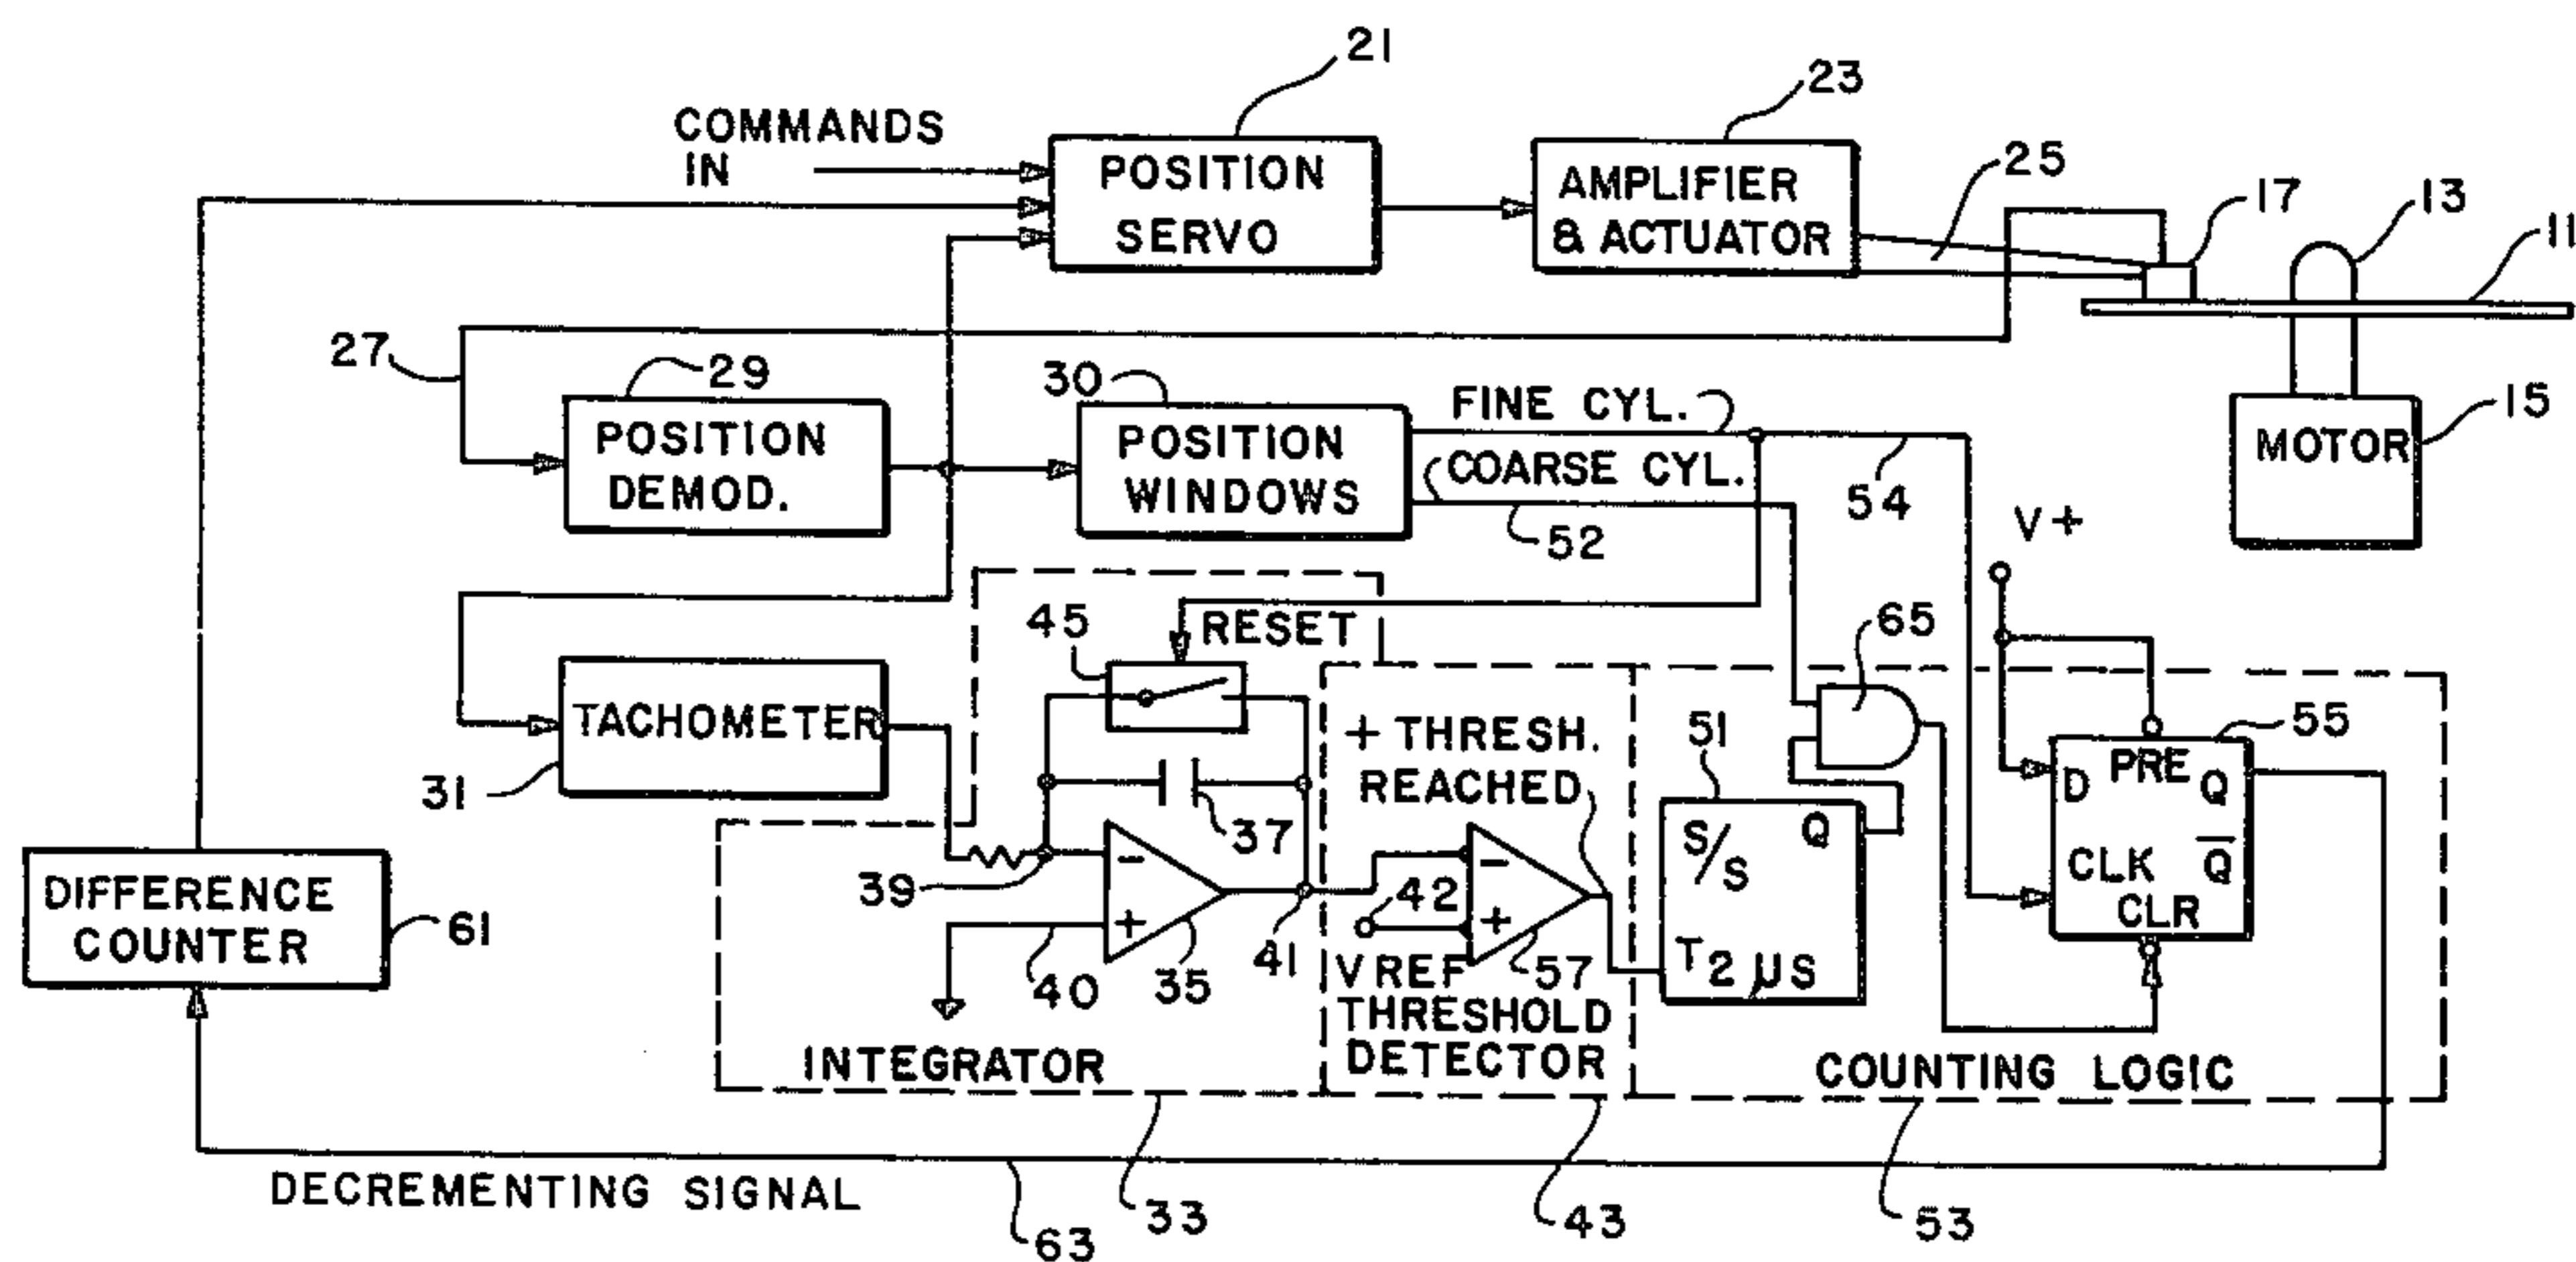 21
23
COMMANDS
IN
25
17
13
11
POSITION
SERVO
AMPLIFIER
& ACTUATOR
27
29
30
FINE CYL.
15
POSITION
DEMOD.
POSITION
WINDOWS
COARSE CYL.
MOTOR
52
54
V+
45
RESET
65
TACHOMETER
31
+ THRESH.
REACHED
51
55
D
PRE
Q
37
S/S
Q
CLK
Q̅
CLR
39
-
+
-
+
42
DIFFERENCE
COUNTER
61
40
35
41
V REF
57
T 2 µS
THRESHOLD
DETECTOR
INTEGRATOR
COUNTING LOGIC
DECREMENTING SIGNAL
63
33
43
53